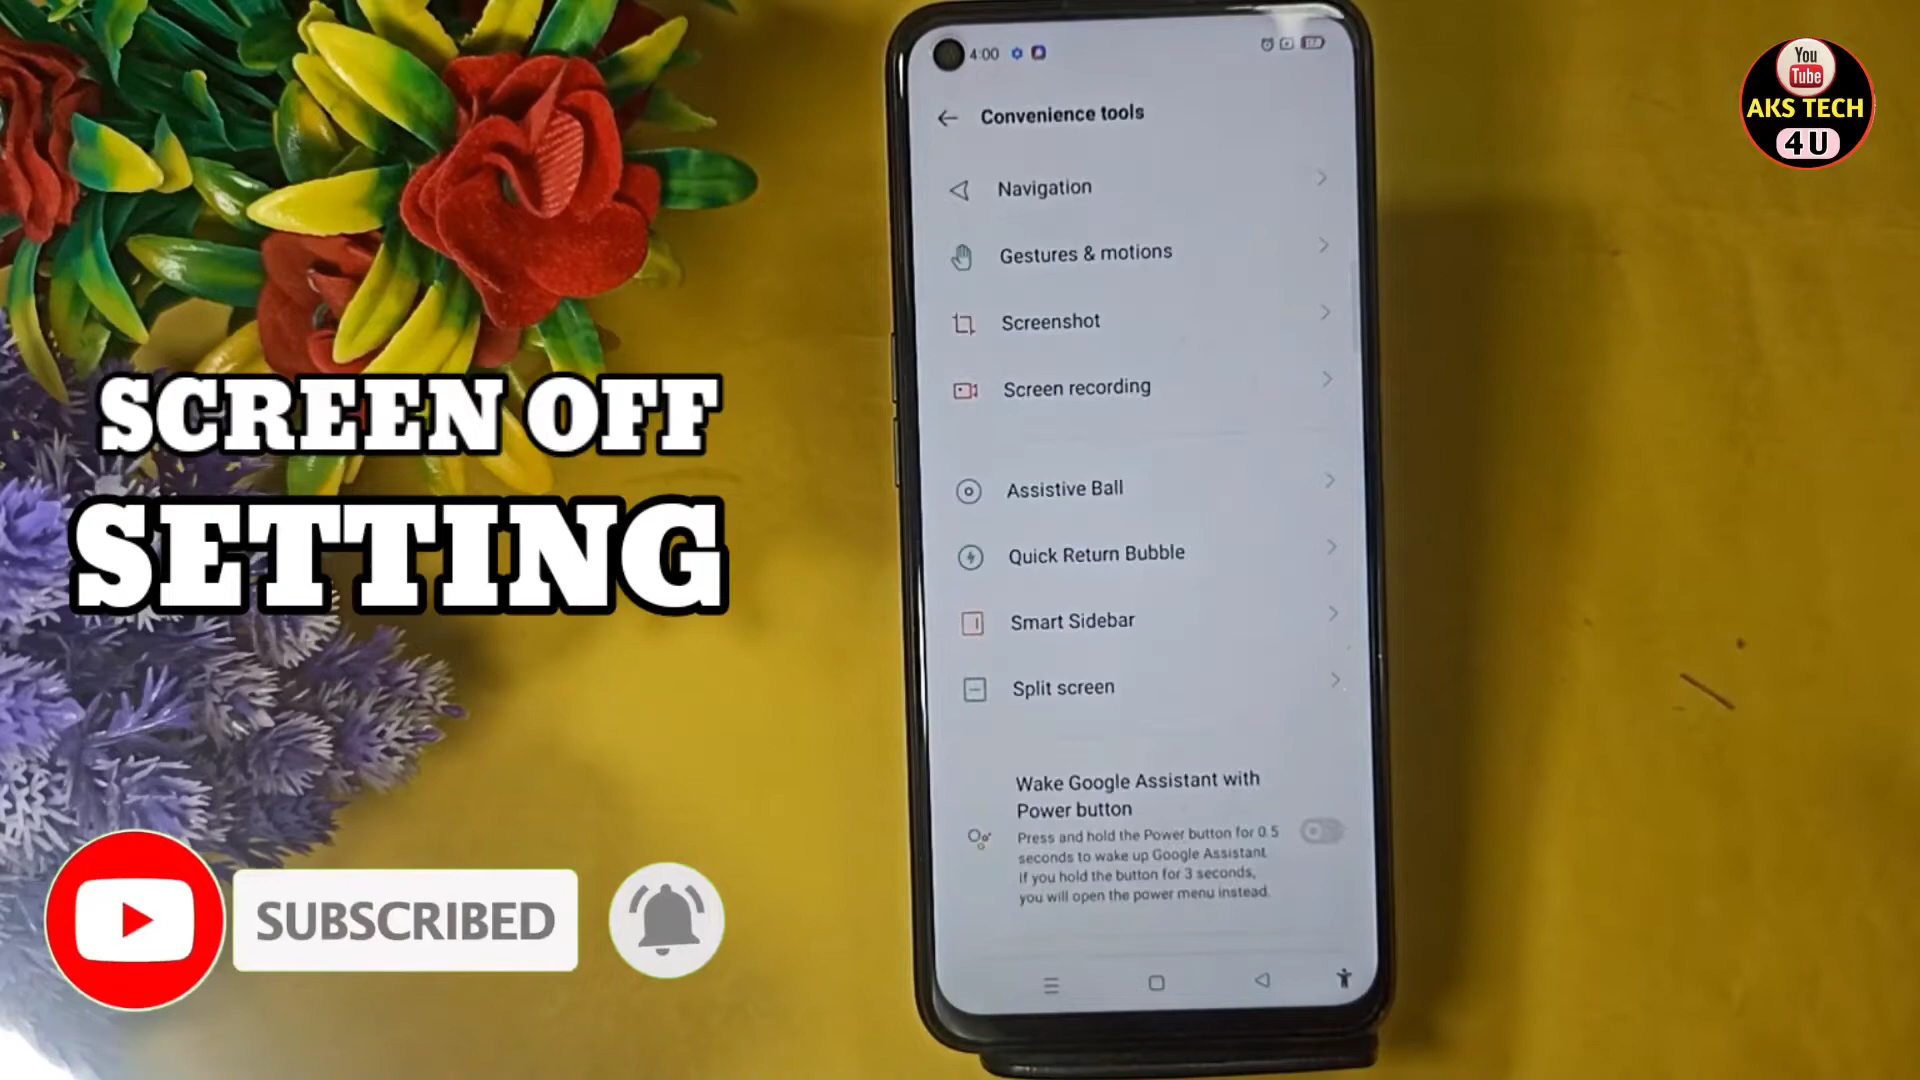 4:00
Convenience tools
Navigation
Gestures & motions
Screenshot
Screen recording
Assistive Ball
Quick Return Bubble
Smart Sidebar
Split screen
Wake Google Assistant with
Power button
Press and hold the Power button for 0.5
seconds to wake up Google Assistant.
If you hold the button for 3 seconds,
you will open the power menu instead.
SCREEN OFF
SETTING
SUBSCRIBED
You
Tube
AKS TECH
4U